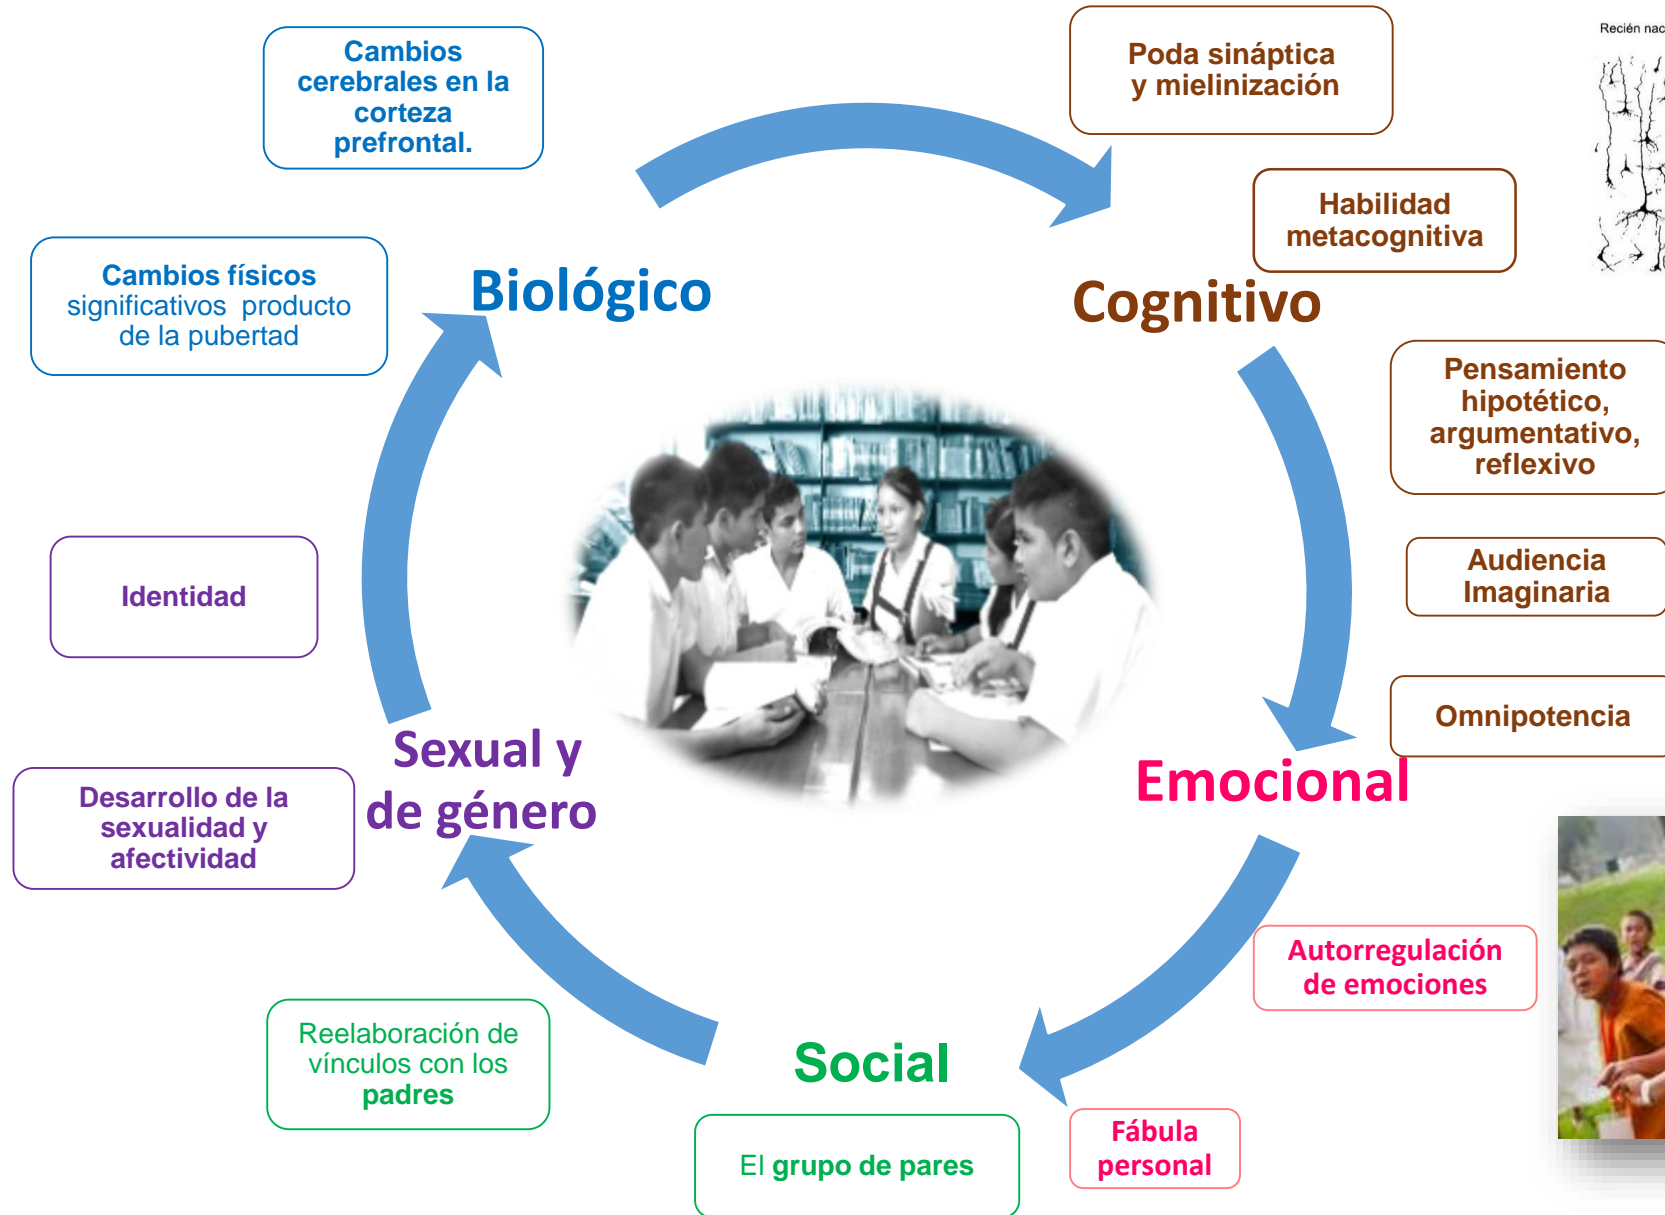 Cambios
cerebrales en la
corteza
prefrontal.
Poda sináptica
y mielinización
Recién
Habilidad
metacognitiva
Cambios físicos
significativos producto
de la pubertad
Biológico
Cognitivo
Pensamiento
hipotético,
argumentativo,
reflexivo
Identidad
Audiencia
Imaginaria
Omnipotencia
Sexual y
de género
Emocional
Desarrollo de la
sexualidad y
afectividad
Autorregulación
de emociones
Reelaboración de
vínculos con los
padres
Social
El grupo de pares
Fábula
personal